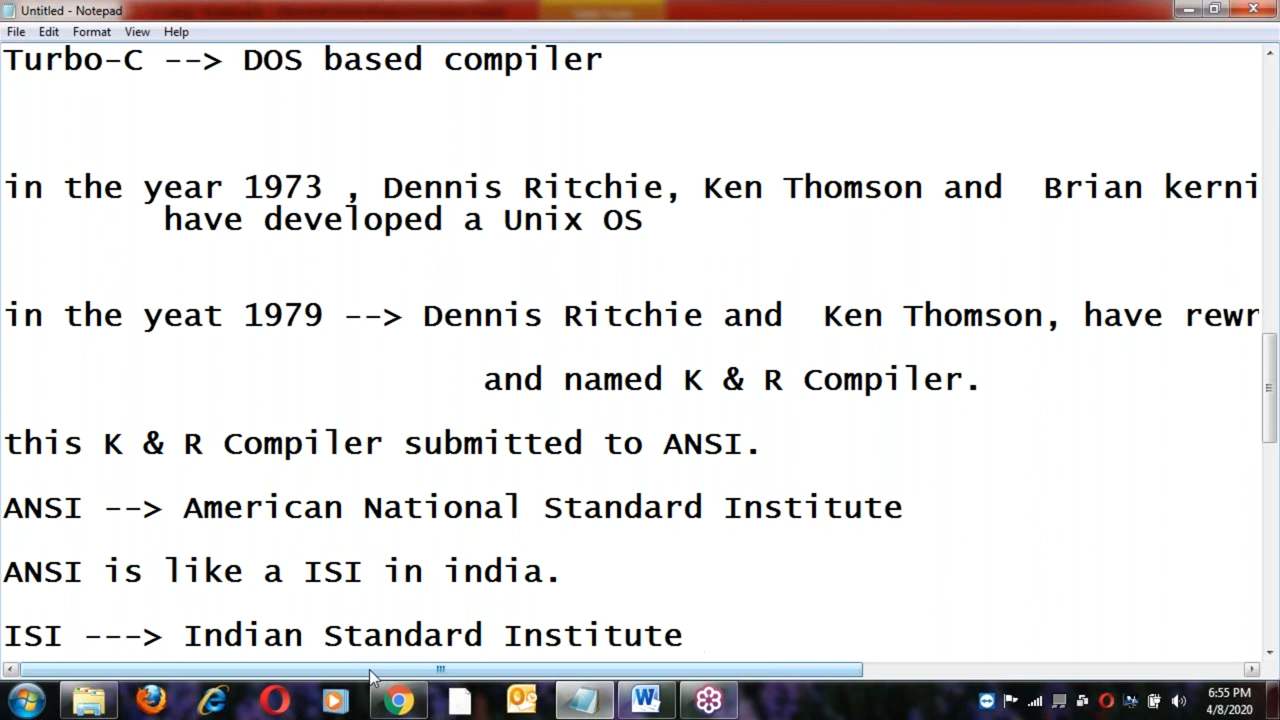 Untitled - Notepad
File Edit Format View Help
Turbo-C --> DOS based compiler
in the year 1973 , Dennis Ritchie, Ken Thomson and Brian kerni
have developed a Unix OS
in the yeat 1979 --> Dennis Ritchie and Ken Thomson, have rewr
and named K & R Compiler.
this K & R Compiler submitted to ANSI.
ANSI --> American National Standard Institute
ANSI is like a ISI in india.
ISI ---> Indian Standard Institute
6:55 PM
4/8/2020